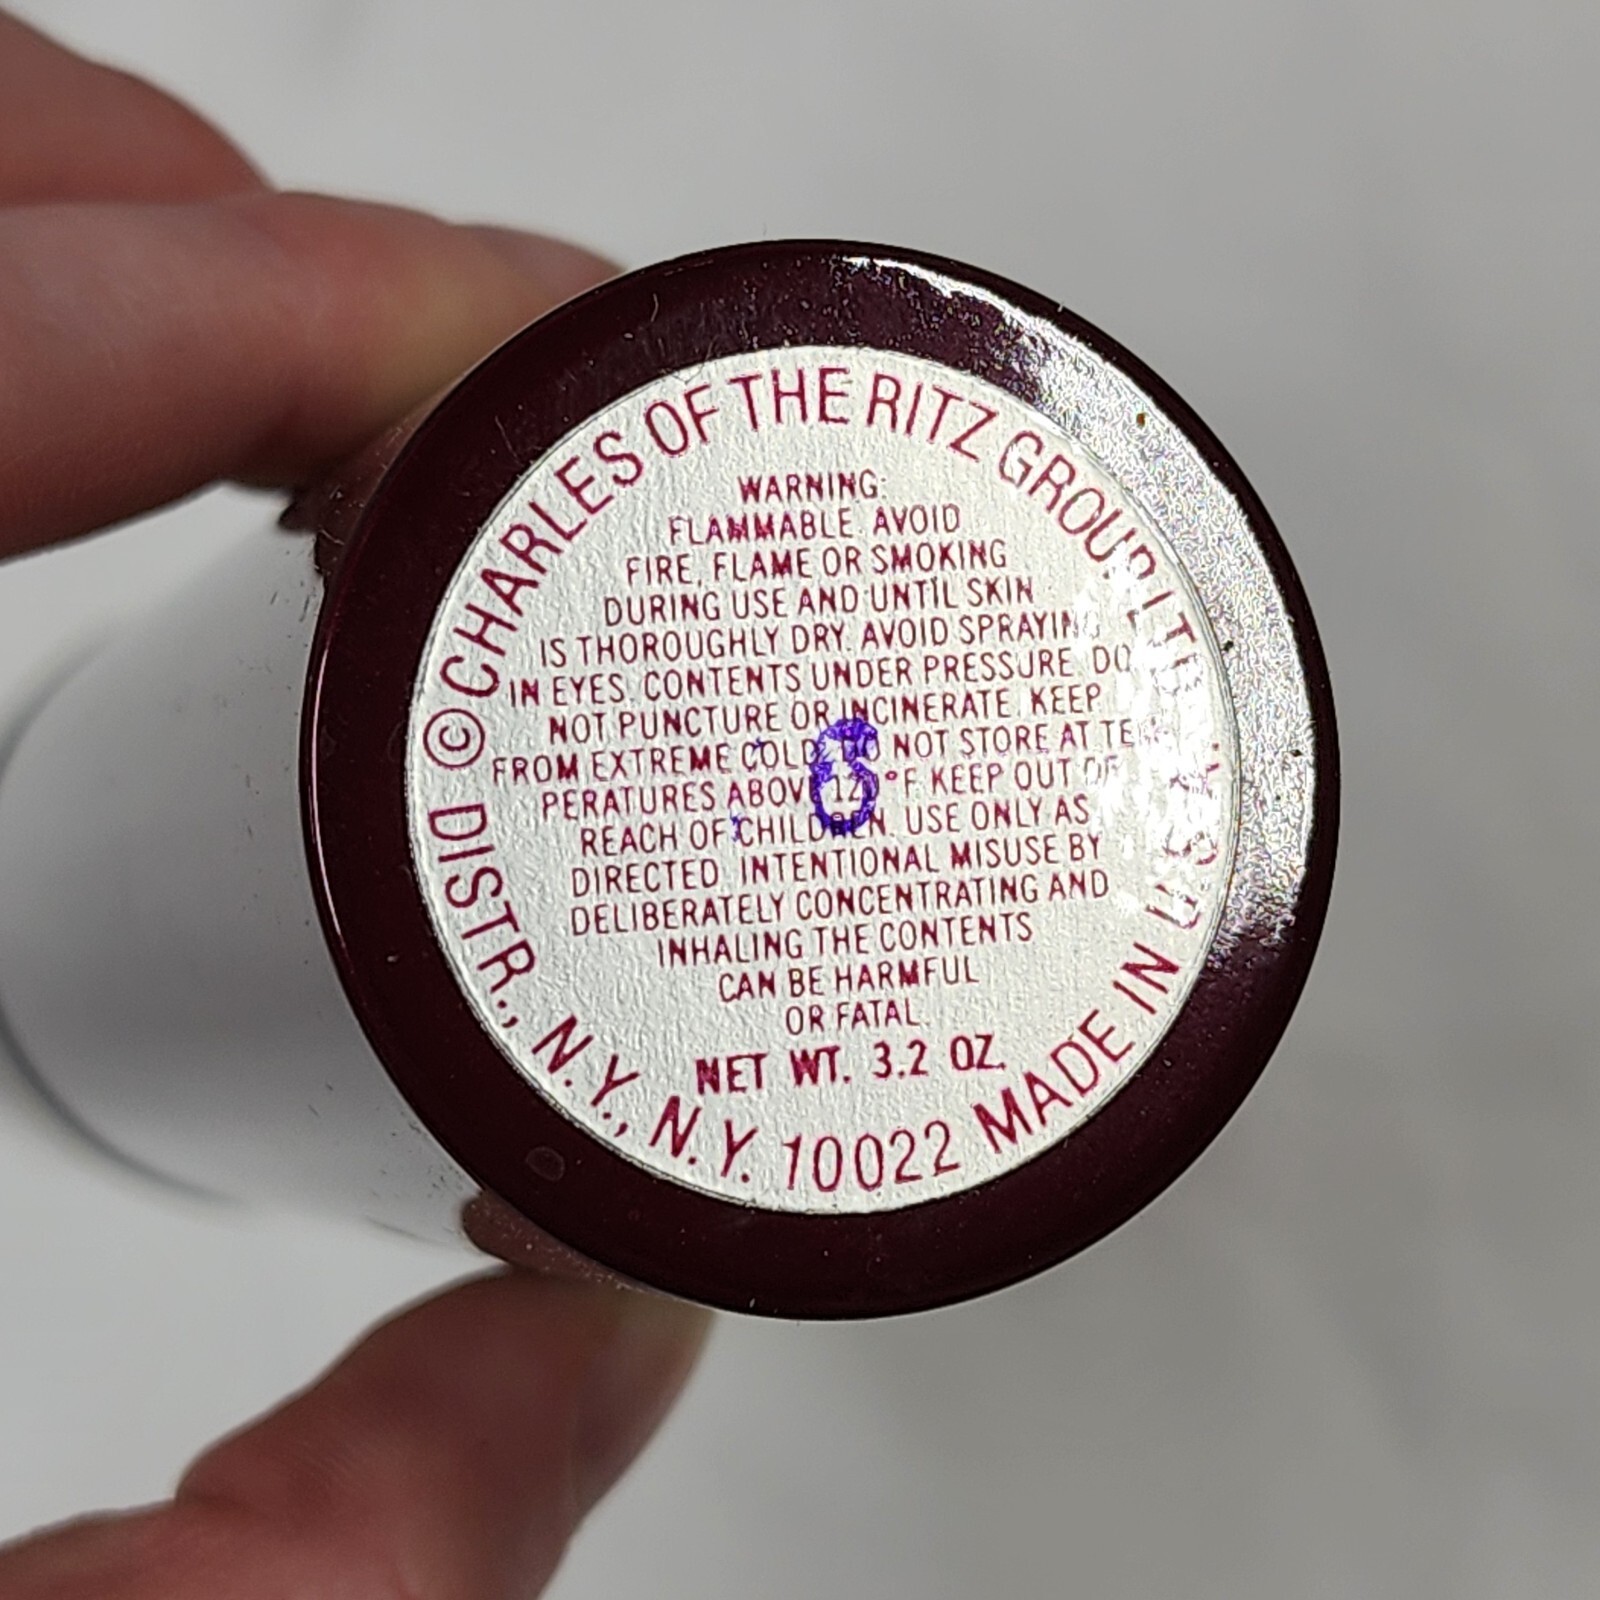 © CHARLES OF THE RITZ GROUP LTD.
DISTR., N.Y., N.Y. 10022 MADE IN U.S.A.
WARNING:
FLAMMABLE. AVOID
FIRE, FLAME OR SMOKING
DURING USE AND UNTIL SKIN
IS THOROUGHLY DRY. AVOID SPRAYING
IN EYES. CONTENTS UNDER PRESSURE. DO
NOT PUNCTURE OR INCINERATE. KEEP
FROM EXTREME COLD. DO NOT STORE AT TEM-
PERATURES ABOVE °F. KEEP OUT OF
REACH OF CHILDREN. USE ONLY AS
DIRECTED. INTENTIONAL MISUSE BY
DELIBERATELY CONCENTRATING AND
INHALING THE CONTENTS
CAN BE HARMFUL
OR FATAL.
NET WT. 3.2 OZ.